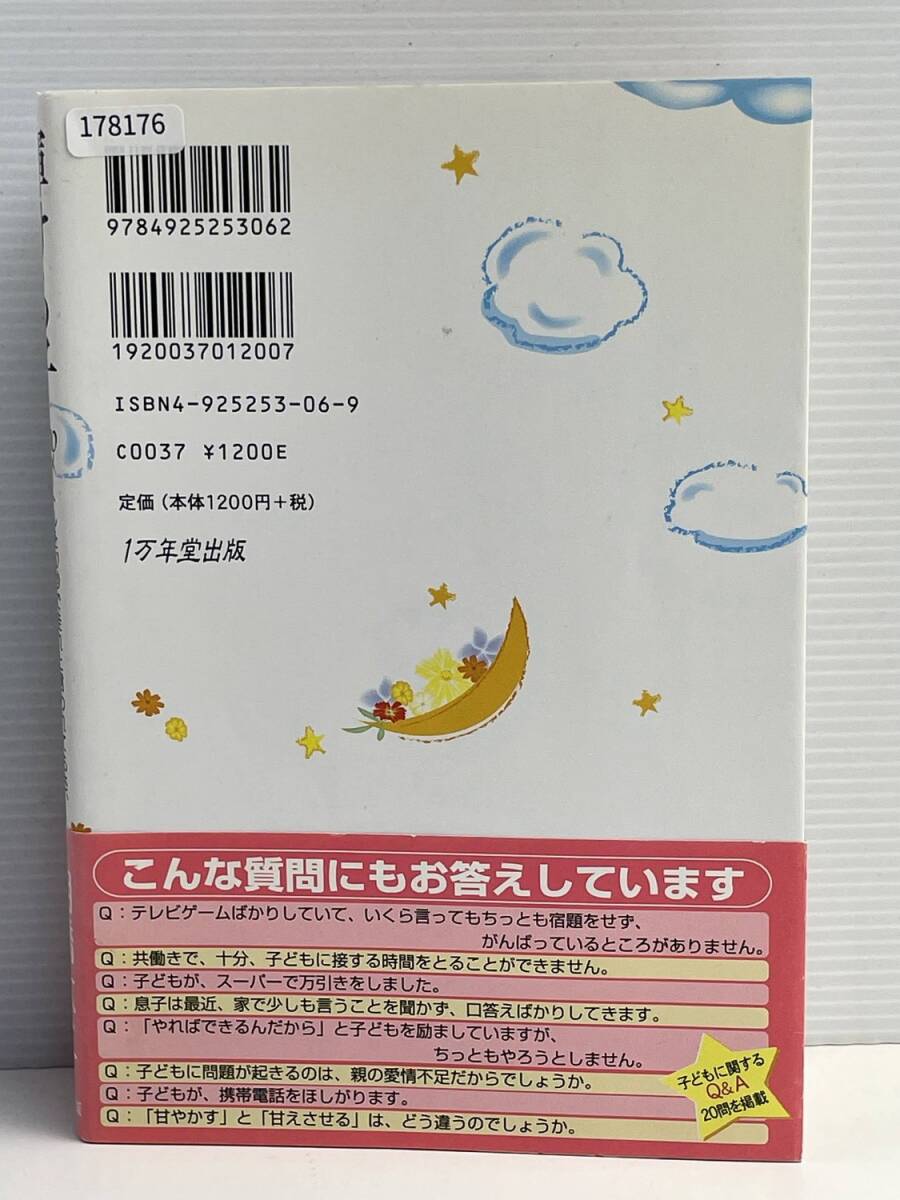 178176
9784925253062
1920037012007
ISBN4-925253-06-9
C0037 ¥1200E
定価(本体1200円+税)
1万年堂出版
こんな質問にもお答えしています
Q:テレビゲームばかりしていて、いくら言ってもちっとも宿題をせず、
がんばっているところがありません。
Q:共働きで、十分、子どもに接する時間をとることができません。
Q:子どもが、スーパーで万引きをしました。
Q:息子は最近、家で少しも言うことを聞かず、口答えばかりしてきます。
Q:「やればできるんだから」と子どもを励ましていますが、
ちっともやろうとしません。
Q:子どもに問題が起きるのは、親の愛情不足だからでしょうか。
Q:子どもが、携帯電話をほしがります。
Q:「甘やかす」と「甘えさせる」は、どう違うのでしょうか。
子どもに関する
Q&A
20問を掲載